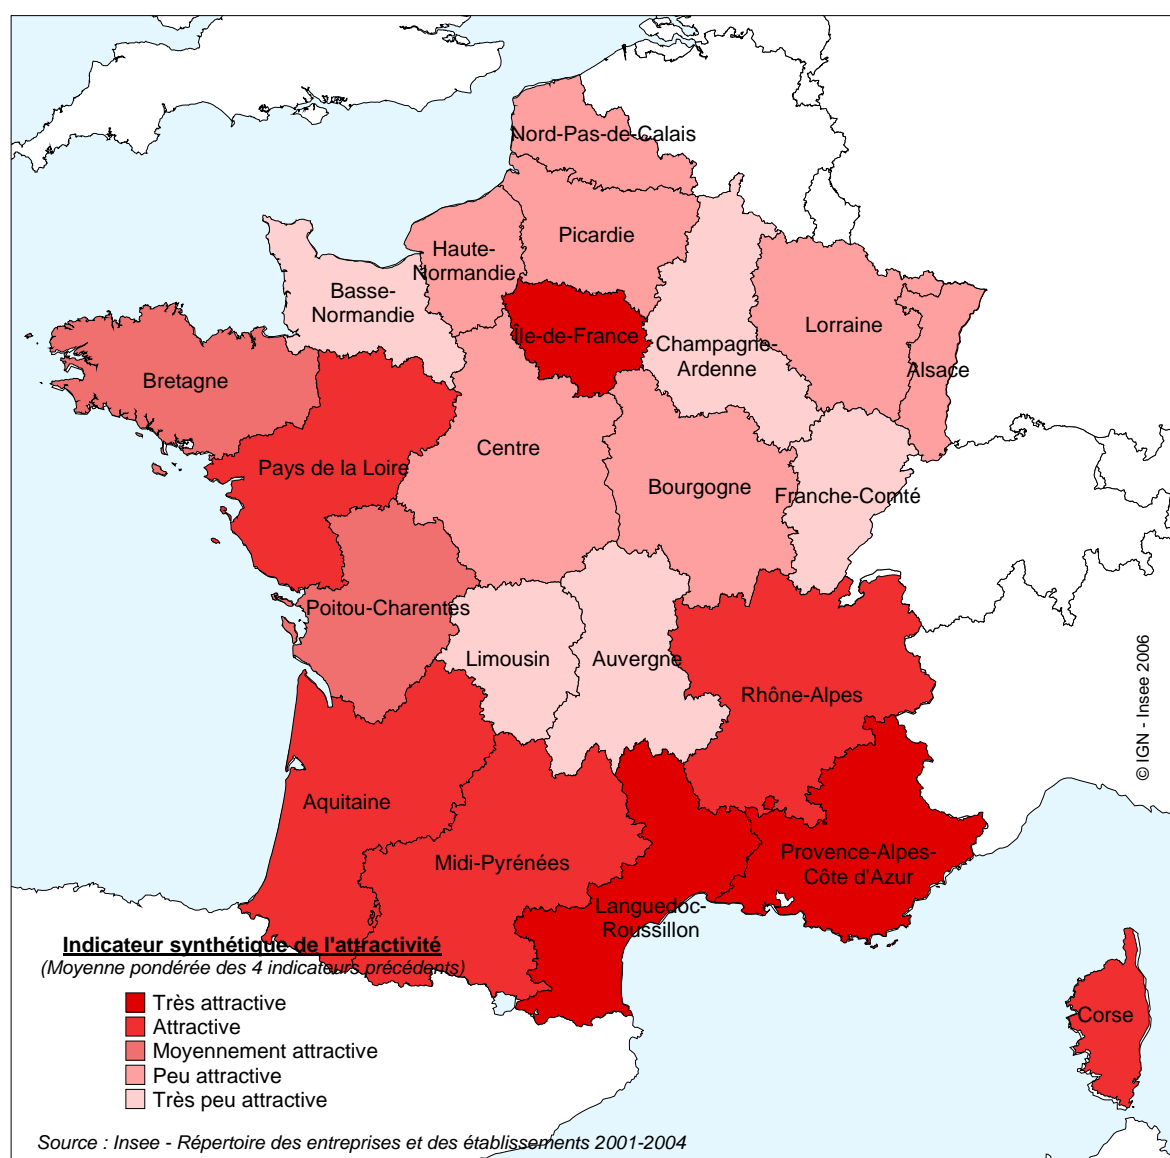 Nord-Pas-de-Calais
Picardie
Haute-
Normandie
Basse-
Normandie
Île-de-France
Champagne-
Ardenne
Lorraine
Alsace
Bretagne
Pays de la Loire
Centre
Bourgogne
Franche-Comté
Poitou-Charentes
Limousin
Auvergne
Rhône-Alpes
Aquitaine
Midi-Pyrénées
Languedoc-
Roussillon
Provence-Alpes-
Côte d'Azur
Corse
© IGN - Insee 2006
Indicateur synthétique de l'attractivité
(Moyenne pondérée des 4 indicateurs précédents)
Très attractive
Attractive
Moyennement attractive
Peu attractive
Très peu attractive
Source : Insee - Répertoire des entreprises et des établissements 2001-2004